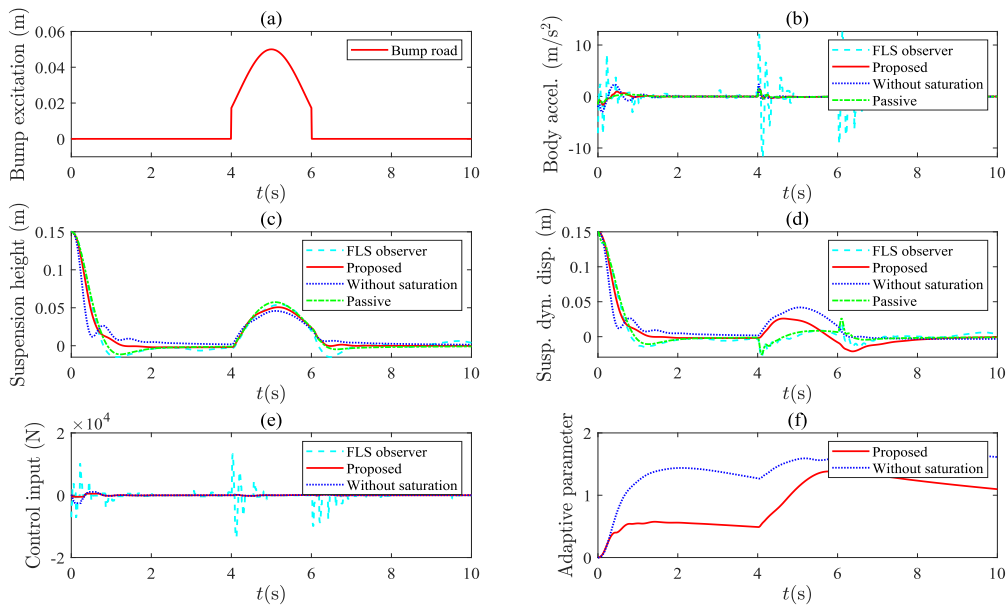 (a)
Bump excitation (m)
0.06
0.04
0.02
0
Bump road
0 2 4 6 8 10
t(s)
(b)
Body accel. (m/s²)
10
0
-10
FLS observer
Proposed
Without saturation
Passive
0 2 4 6 8 10
t(s)
(c)
Suspension height (m)
0.15
0.1
0.05
0
FLS observer
Proposed
Without saturation
Passive
0 2 4 6 8 10
t(s)
(d)
Susp. dyn. disp. (m)
0.15
0.1
0.05
0
FLS observer
Proposed
Without saturation
Passive
0 2 4 6 8 10
t(s)
(e)
×10⁴
Control input (N)
2
0
-2
FLS observer
Proposed
Without saturation
0 2 4 6 8 10
t(s)
(f)
Adaptive parameter
2
1
0
Proposed
Without saturation
0 2 4 6 8 10
t(s)